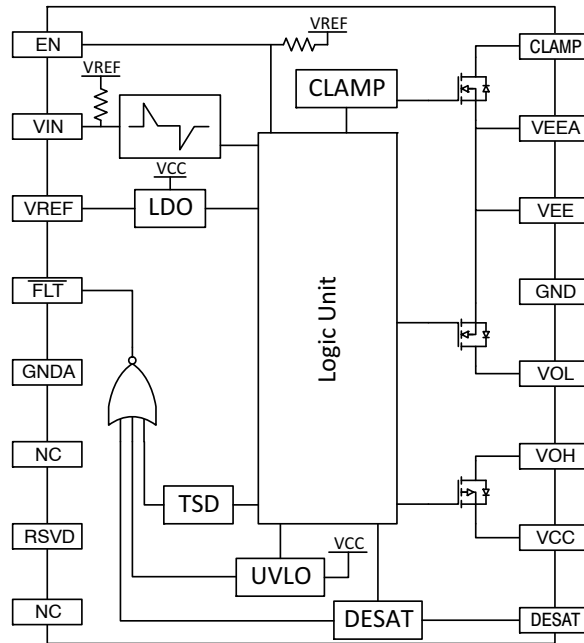 EN
VREF
CLAMP
VREF
CLAMP
VIN
VEEA
VCC
VREF
LDO
VEE
FLT
GND
Logic Unit
GNDA
VOL
NC
VOH
TSD
RSVD
VCC
VCC
UVLO
NC
DESAT
DESAT